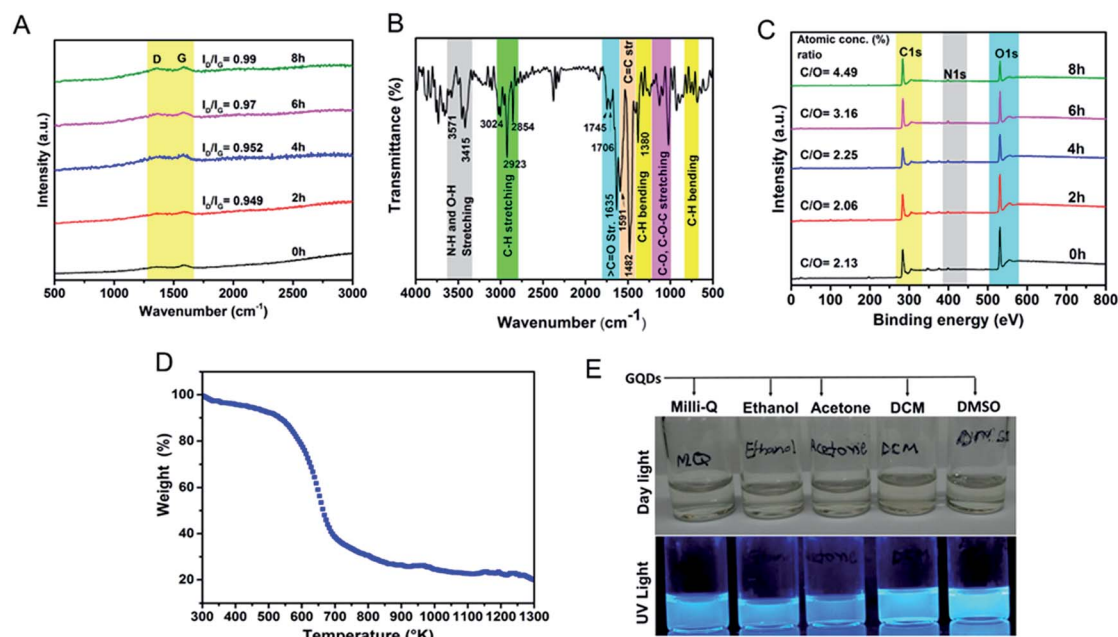 A
D
G
I_D/I_G = 0.99
8h
I_D/I_G = 0.97
6h
I_D/I_G = 0.952
4h
I_D/I_G = 0.949
2h
0h
Intensity (a.u.)
500
1000
1500
2000
2500
3000
Wavenumber (cm⁻¹)
B
Transmittance (%)
3571
3415
3024
2854
2923
1745
1706
1591
1482
1380
N-H and O-H
Stretching
C-H stretching
>C=O Str. 1635
C=C str
C-H bending
C-O, C-O-C stretching
C-H bending
4000
3500
3000
2500
2000
1500
1000
500
Wavenumber (cm⁻¹)
C
Atomic conc. (%)
ratio
C1s
N1s
O1s
C/O= 4.49
8h
C/O= 3.16
6h
C/O= 2.25
4h
C/O= 2.06
2h
C/O= 2.13
0h
Intensity (a.u.)
0
100
200
300
400
500
600
700
800
Binding energy (eV)
D
100
80
60
40
20
Weight (%)
300
400
500
600
700
800
900
1000
1100
1200
1300
Temperature (°K)
E
GQDs
Milli-Q
Ethanol
Acetone
DCM
DMSO
Day light
MQ
Ethanol
Acetone
DCM
UV Light